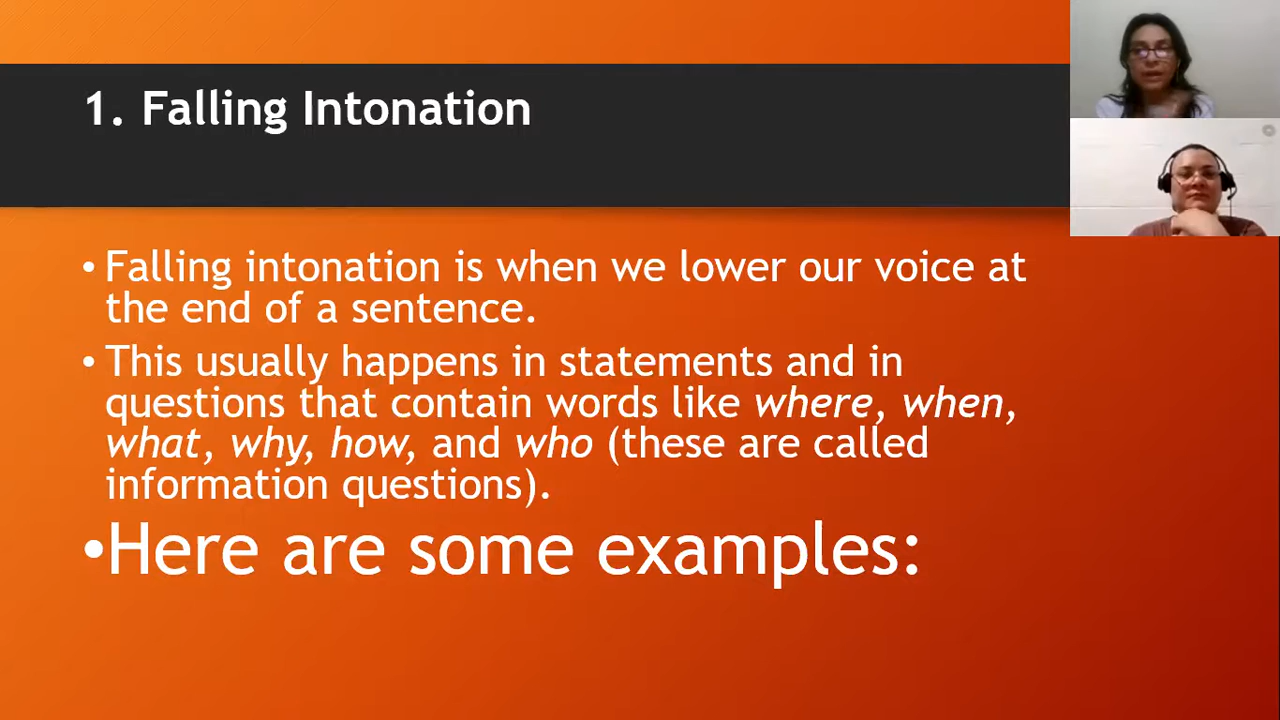 1. Falling Intonation
• Falling intonation is when we lower our voice at
the end of a sentence.
• This usually happens in statements and in
questions that contain words like where, when,
what, why, how, and who (these are called
information questions).
•Here are some examples: